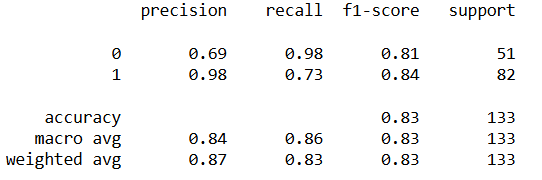 precision recall f1-score support
0 0.69 0.98 0.81 51
1 0.98 0.73 0.84 82
accuracy 0.83 133
macro avg 0.84 0.86 0.83 133
weighted avg 0.87 0.83 0.83 133